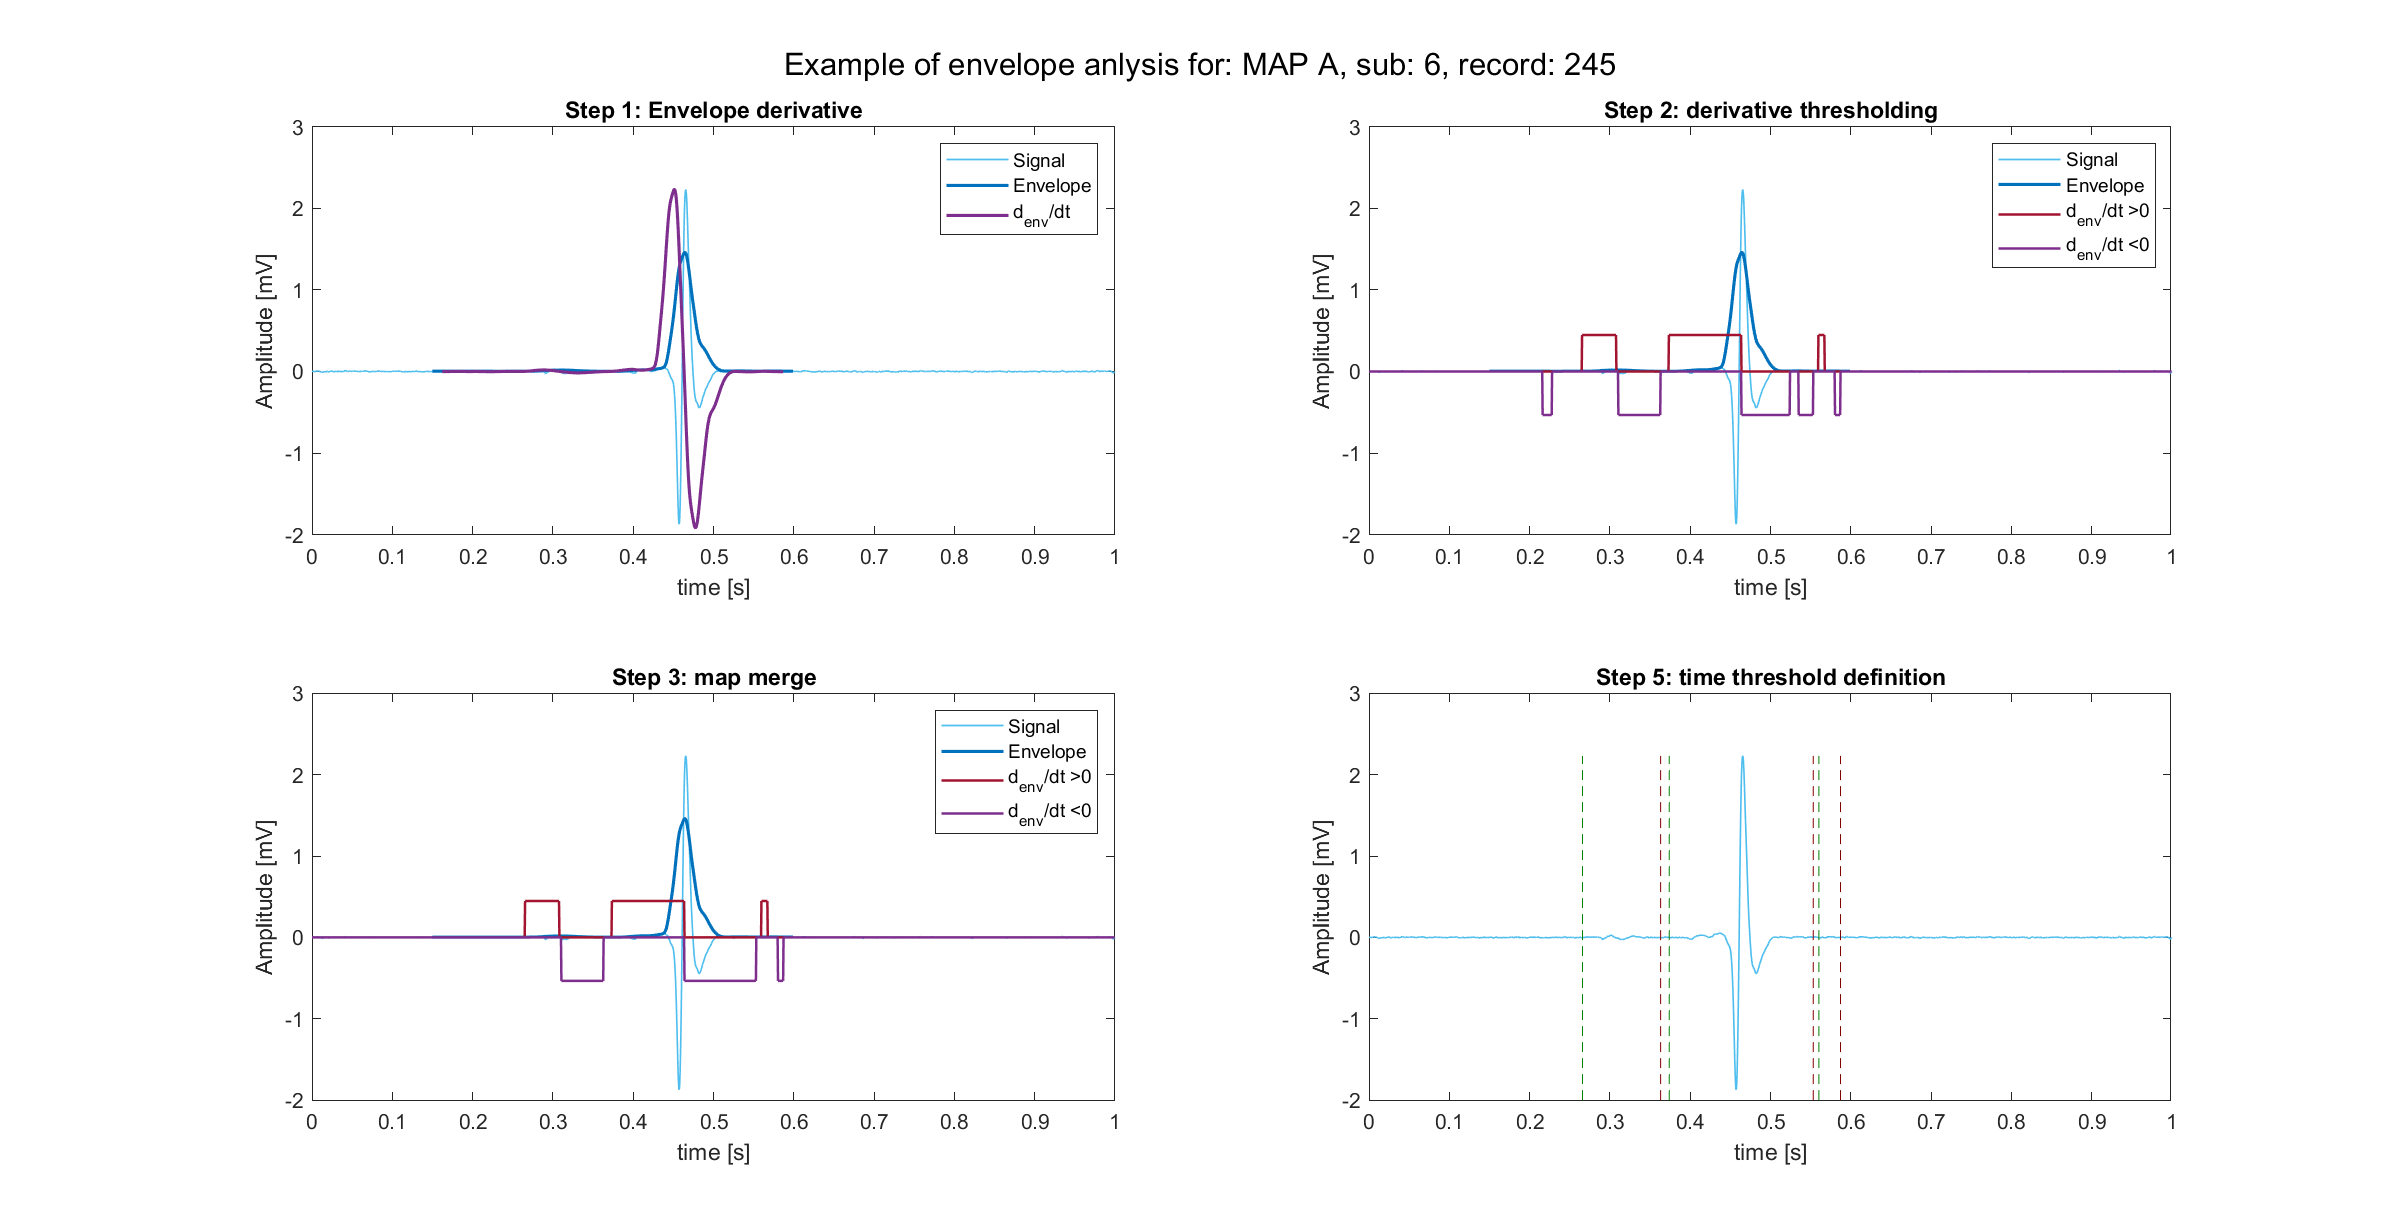 Example of envelope anlysis for: MAP A, sub: 6, record: 245
Step 1: Envelope derivative
3
2
1
0
-1
-2
Amplitude [mV]
0 0.1 0.2 0.3 0.4 0.5 0.6 0.7 0.8 0.9 1
time [s]
Signal
Envelope
d_env/dt
Step 2: derivative thresholding
3
2
1
0
-1
-2
Amplitude [mV]
0 0.1 0.2 0.3 0.4 0.5 0.6 0.7 0.8 0.9 1
time [s]
Signal
Envelope
d_env/dt >0
d_env/dt <0
Step 3: map merge
3
2
1
0
-1
-2
Amplitude [mV]
0 0.1 0.2 0.3 0.4 0.5 0.6 0.7 0.8 0.9 1
time [s]
Signal
Envelope
d_env/dt >0
d_env/dt <0
Step 5: time threshold definition
3
2
1
0
-1
-2
Amplitude [mV]
0 0.1 0.2 0.3 0.4 0.5 0.6 0.7 0.8 0.9 1
time [s]